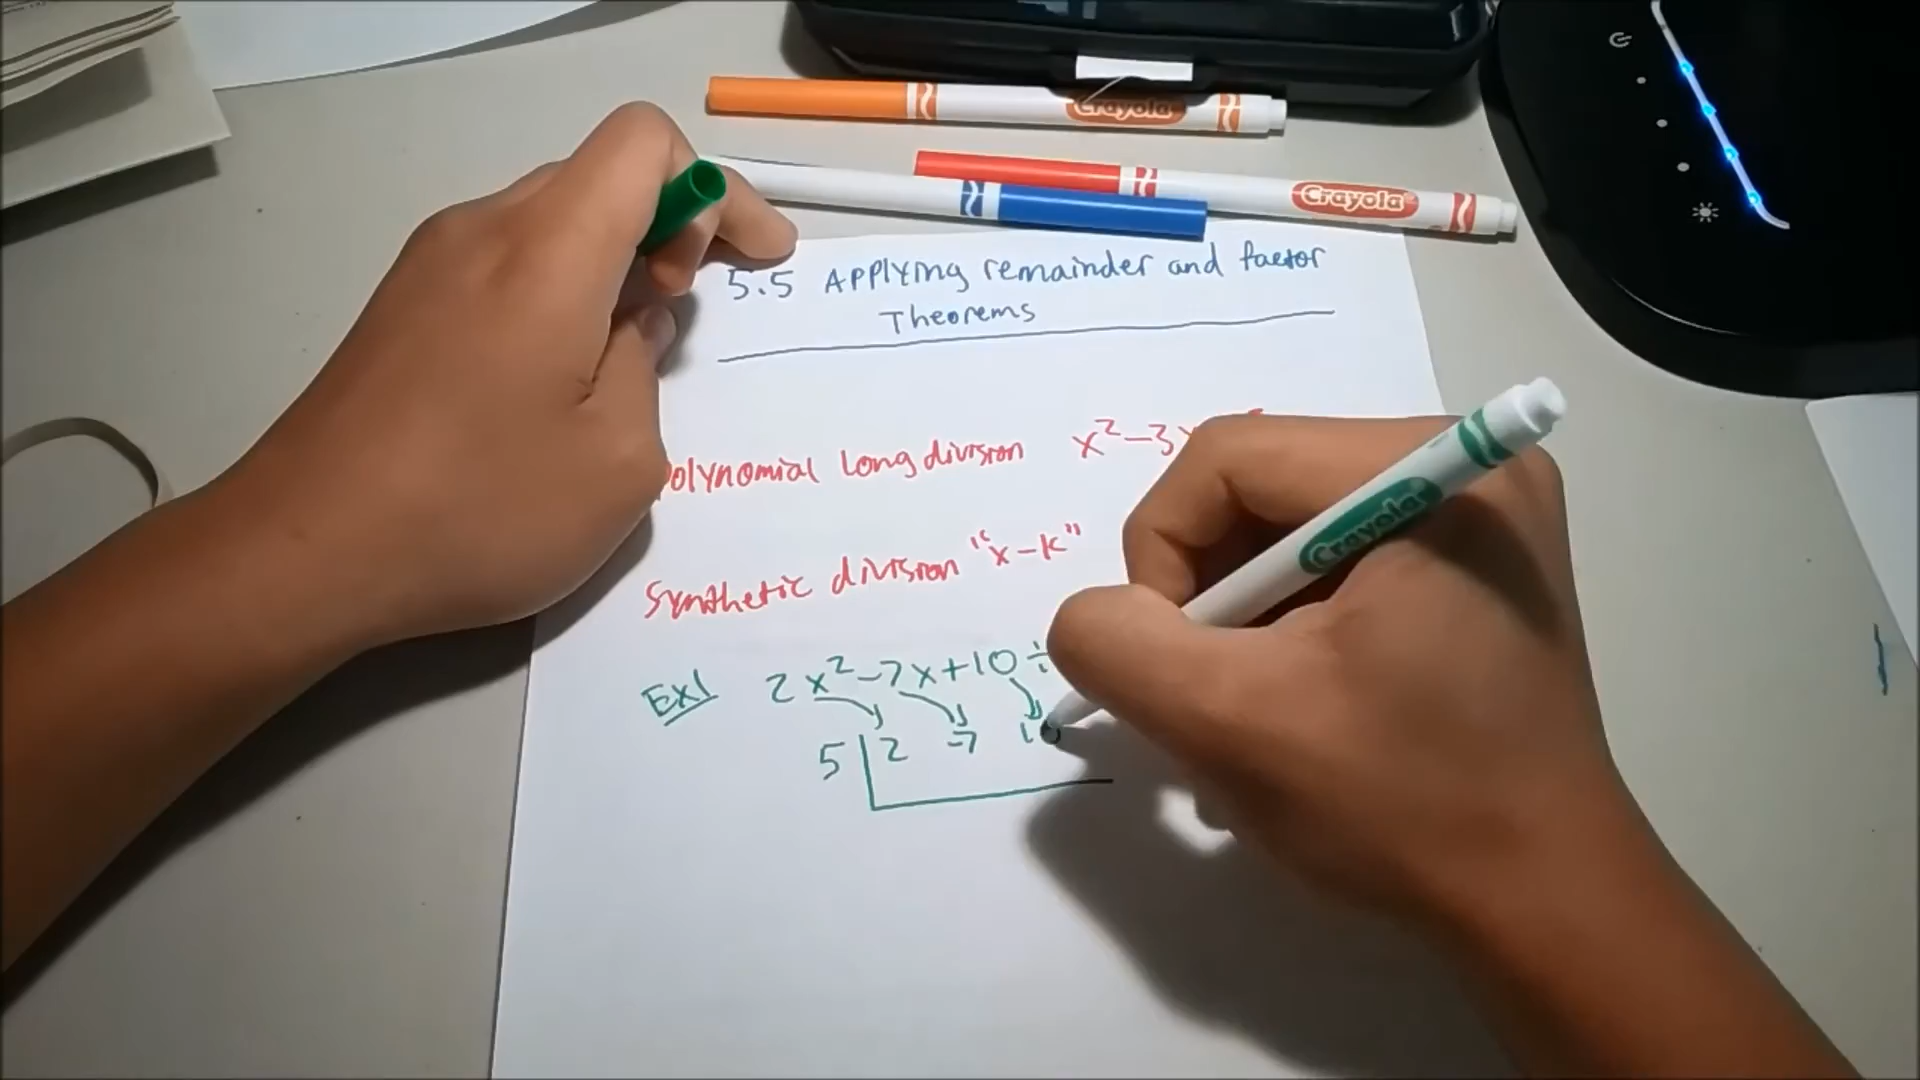 Crayola
Crayola
5.5 Applying remainder and factor
Theorems
Polynomial long division x²-3
Crayola
Synthetic division "x-k"
Ex1 2x²-7x+10÷
5 2 -7 10